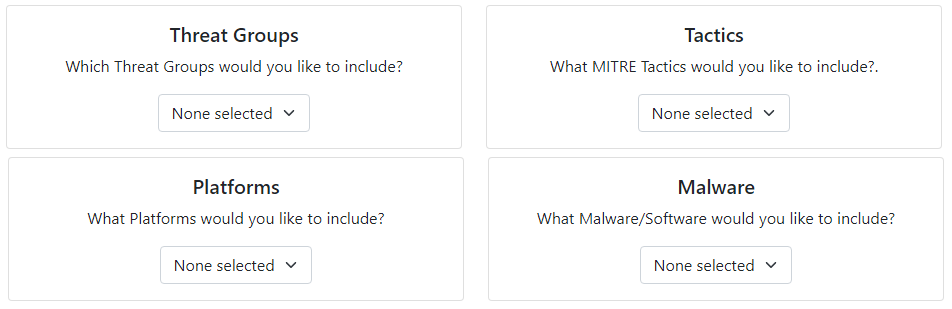 Threat Groups
Which Threat Groups would you like to include?
None selected
Tactics
What MITRE Tactics would you like to include?.
None selected
Platforms
What Platforms would you like to include?
None selected
Malware
What Malware/Software would you like to include?
None selected